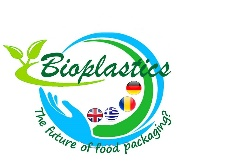 Bioplastics
The future of food packaging?